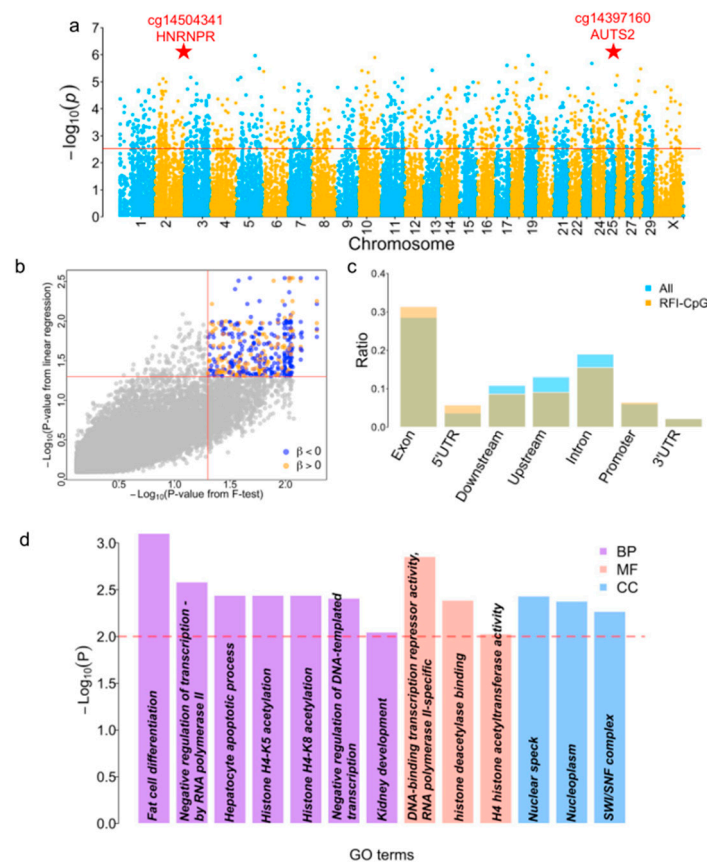 a
cg14504341
HNRNPR
cg14397160
AUTS2
−log10(p)
7
6
5
4
3
2
1
0
1
2
3
4
5
6
7
8
9
10
11
12
13
14
15
16
17
18
19
21
22
24
25
27
29
X
Chromosome
b
−Log10(P-value from linear regression)
2.5
2.0
1.5
1.0
0.5
0.0
0.5
1.0
1.5
2.0
β < 0
β > 0
−Log10(P-value from F-test)
c
Ratio
0.4
0.3
0.2
0.1
0.0
All
RFI-CpG
Exon
5'UTR
Downstream
Upstream
Intron
Promoter
3'UTR
d
−Log10(P)
3.0
2.5
2.0
1.5
1.0
0.5
0.0
BP
MF
CC
Fat cell differentiation
Negative regulation of transcription -
by RNA polymerase II
Hepatocyte apoptotic process
Histone H4-K5 acetylation
Histone H4-K8 acetylation
Negative regulation of DNA-templated
transcription
Kidney development
DNA-binding transcription repressor activity,
RNA polymerase II-specific
histone deacetylase binding
H4 histone acetyltransferase activity
Nuclear speck
Nucleoplasm
SWI/SNF complex
GO terms